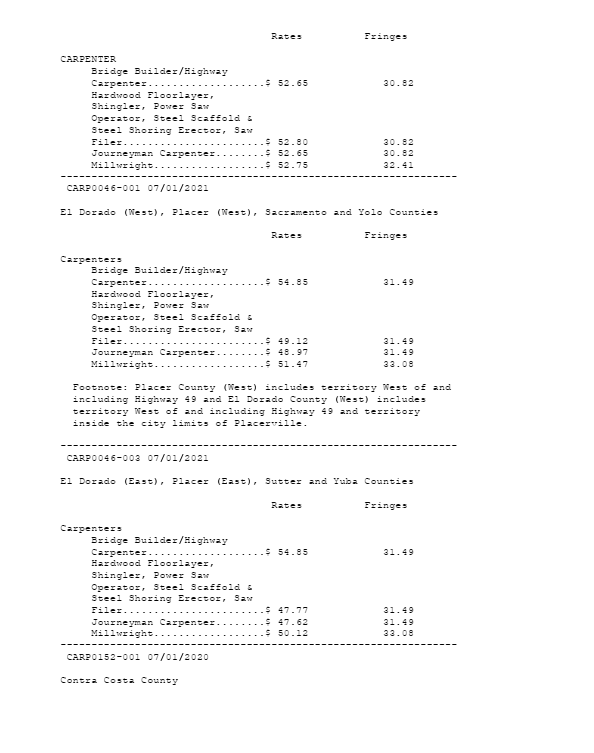 Rates Fringes
CARPENTER
Bridge Builder/Highway
Carpenter...................$ 52.65 30.82
Hardwood Floorlayer,
Shingler, Power Saw
Operator, Steel Scaffold &
Steel Shoring Erector, Saw
Filer.......................$ 52.80 30.82
Journeyman Carpenter........$ 52.65 30.82
Millwright..................$ 52.75 32.41
----------------------------------------------------------------
CARP0046-001 07/01/2021
El Dorado (West), Placer (West), Sacramento and Yolo Counties
Rates Fringes
Carpenters
Bridge Builder/Highway
Carpenter...................$ 54.85 31.49
Hardwood Floorlayer,
Shingler, Power Saw
Operator, Steel Scaffold &
Steel Shoring Erector, Saw
Filer.......................$ 49.12 31.49
Journeyman Carpenter........$ 48.97 31.49
Millwright..................$ 51.47 33.08
Footnote: Placer County (West) includes territory West of and
including Highway 49 and El Dorado County (West) includes
territory West of and including Highway 49 and territory
inside the city limits of Placerville.
----------------------------------------------------------------
CARP0046-003 07/01/2021
El Dorado (East), Placer (East), Sutter and Yuba Counties
Rates Fringes
Carpenters
Bridge Builder/Highway
Carpenter...................$ 54.85 31.49
Hardwood Floorlayer,
Shingler, Power Saw
Operator, Steel Scaffold &
Steel Shoring Erector, Saw
Filer.......................$ 47.77 31.49
Journeyman Carpenter........$ 47.62 31.49
Millwright..................$ 50.12 33.08
----------------------------------------------------------------
CARP0152-001 07/01/2020
Contra Costa County